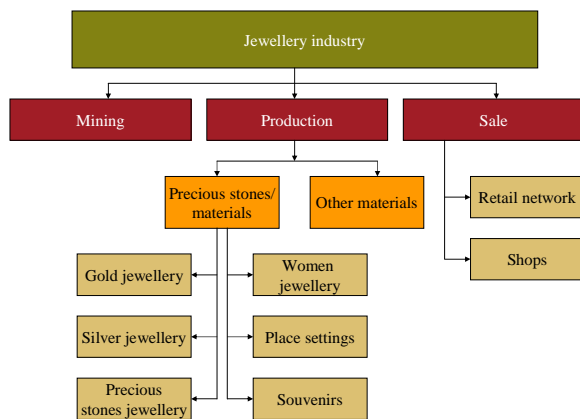 Jewellery industry
Mining
Production
Sale
Precious stones/
materials
Other materials
Retail network
Shops
Gold jewellery
Women
jewellery
Silver jewellery
Place settings
Precious
stones jewellery
Souvenirs